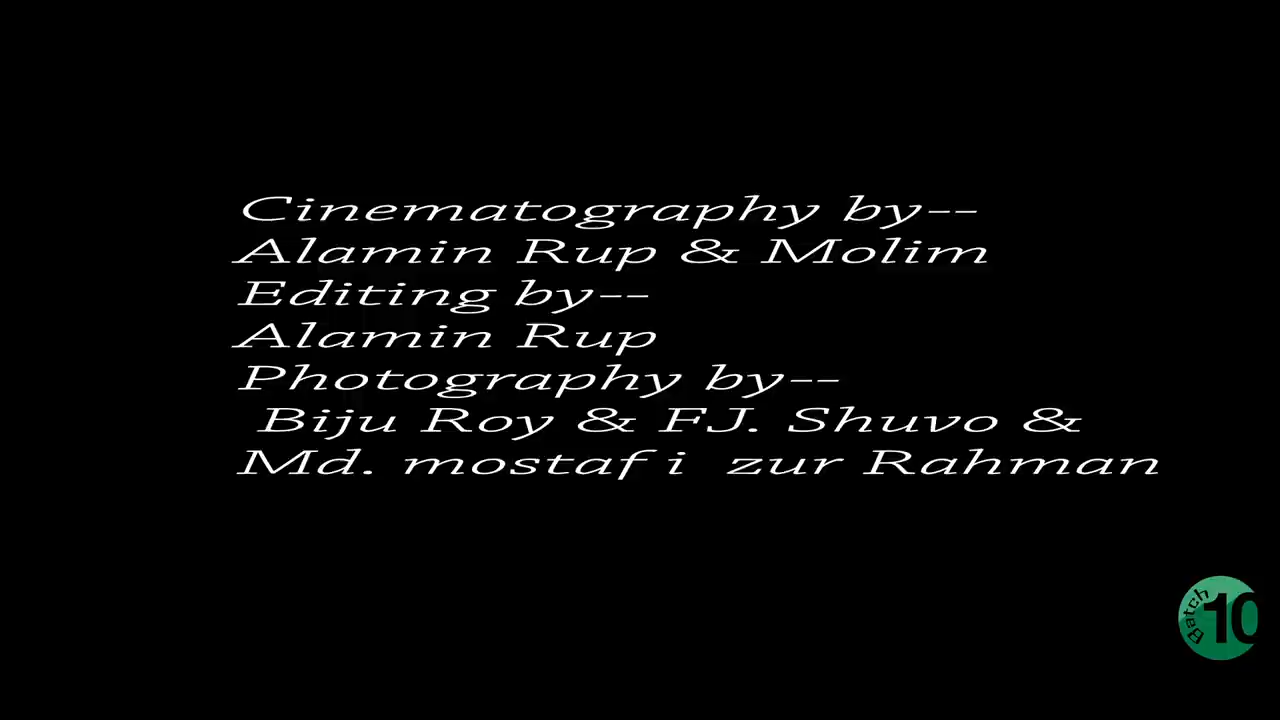 Cinematography by--
Alamin Rup & Molim
Editing by--
Alamin Rup
Photography by--
Biju Roy & FJ. Shuvo &
Md. mostaf i  zur Rahman
Batch 10